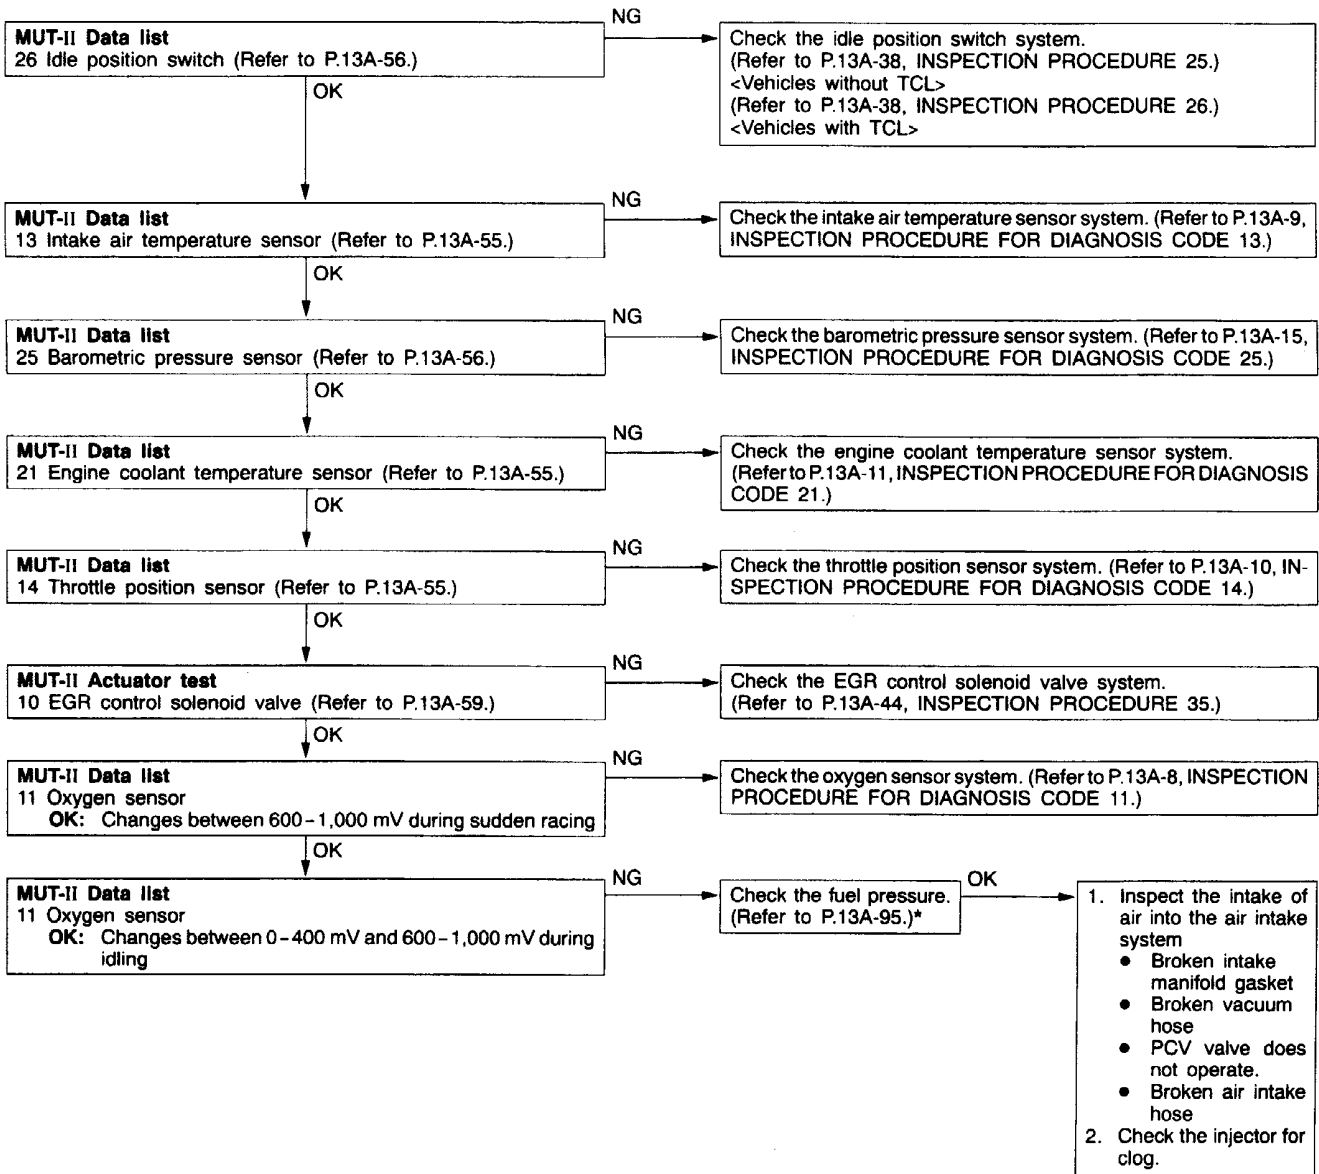 NG
MUT-II Data list
26 Idle position switch (Refer to P.13A-56.)
Check the idle position switch system.
(Refer to P.13A-38, INSPECTION PROCEDURE 25.)
<Vehicles without TCL>
(Refer to P.13A-38, INSPECTION PROCEDURE 26.)
<Vehicles with TCL>
OK
NG
MUT-II Data list
13 Intake air temperature sensor (Refer to P.13A-55.)
Check the intake air temperature sensor system. (Refer to P.13A-9,
INSPECTION PROCEDURE FOR DIAGNOSIS CODE 13.)
OK
NG
MUT-II Data list
25 Barometric pressure sensor (Refer to P.13A-56.)
Check the barometric pressure sensor system. (Refer to P.13A-15,
INSPECTION PROCEDURE FOR DIAGNOSIS CODE 25.)
OK
NG
MUT-II Data list
21 Engine coolant temperature sensor (Refer to P.13A-55.)
Check the engine coolant temperature sensor system.
(Refer to P.13A-11, INSPECTION PROCEDURE FOR DIAGNOSIS
CODE 21.)
OK
NG
MUT-II Data list
14 Throttle position sensor (Refer to P.13A-55.)
Check the throttle position sensor system. (Refer to P.13A-10, IN-
SPECTION PROCEDURE FOR DIAGNOSIS CODE 14.)
OK
NG
MUT-II Actuator test
10 EGR control solenoid valve (Refer to P.13A-59.)
Check the EGR control solenoid valve system.
(Refer to P.13A-44, INSPECTION PROCEDURE 35.)
OK
NG
MUT-II Data list
11 Oxygen sensor
OK: Changes between 600–1,000 mV during sudden racing
Check the oxygen sensor system. (Refer to P.13A-8, INSPECTION
PROCEDURE FOR DIAGNOSIS CODE 11.)
OK
NG
MUT-II Data list
11 Oxygen sensor
OK: Changes between 0–400 mV and 600–1,000 mV during
idling
Check the fuel pressure.
(Refer to P.13A-95.)*
OK
1. Inspect the intake of
air into the air intake
system
● Broken intake
manifold gasket
● Broken vacuum
hose
● PCV valve does
not operate.
● Broken air intake
hose
2. Check the injector for
clog.